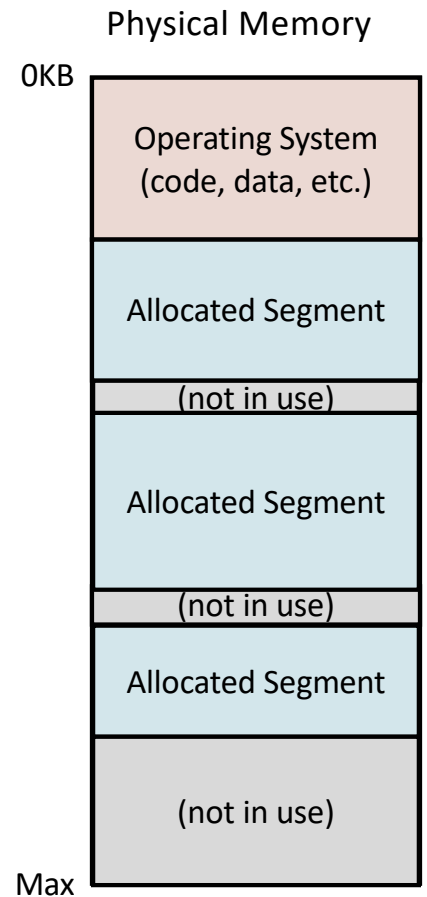 Physical Memory
0KB
Operating System
(code, data, etc.)
Allocated Segment
(not in use)
Allocated Segment
(not in use)
Allocated Segment
(not in use)
Max